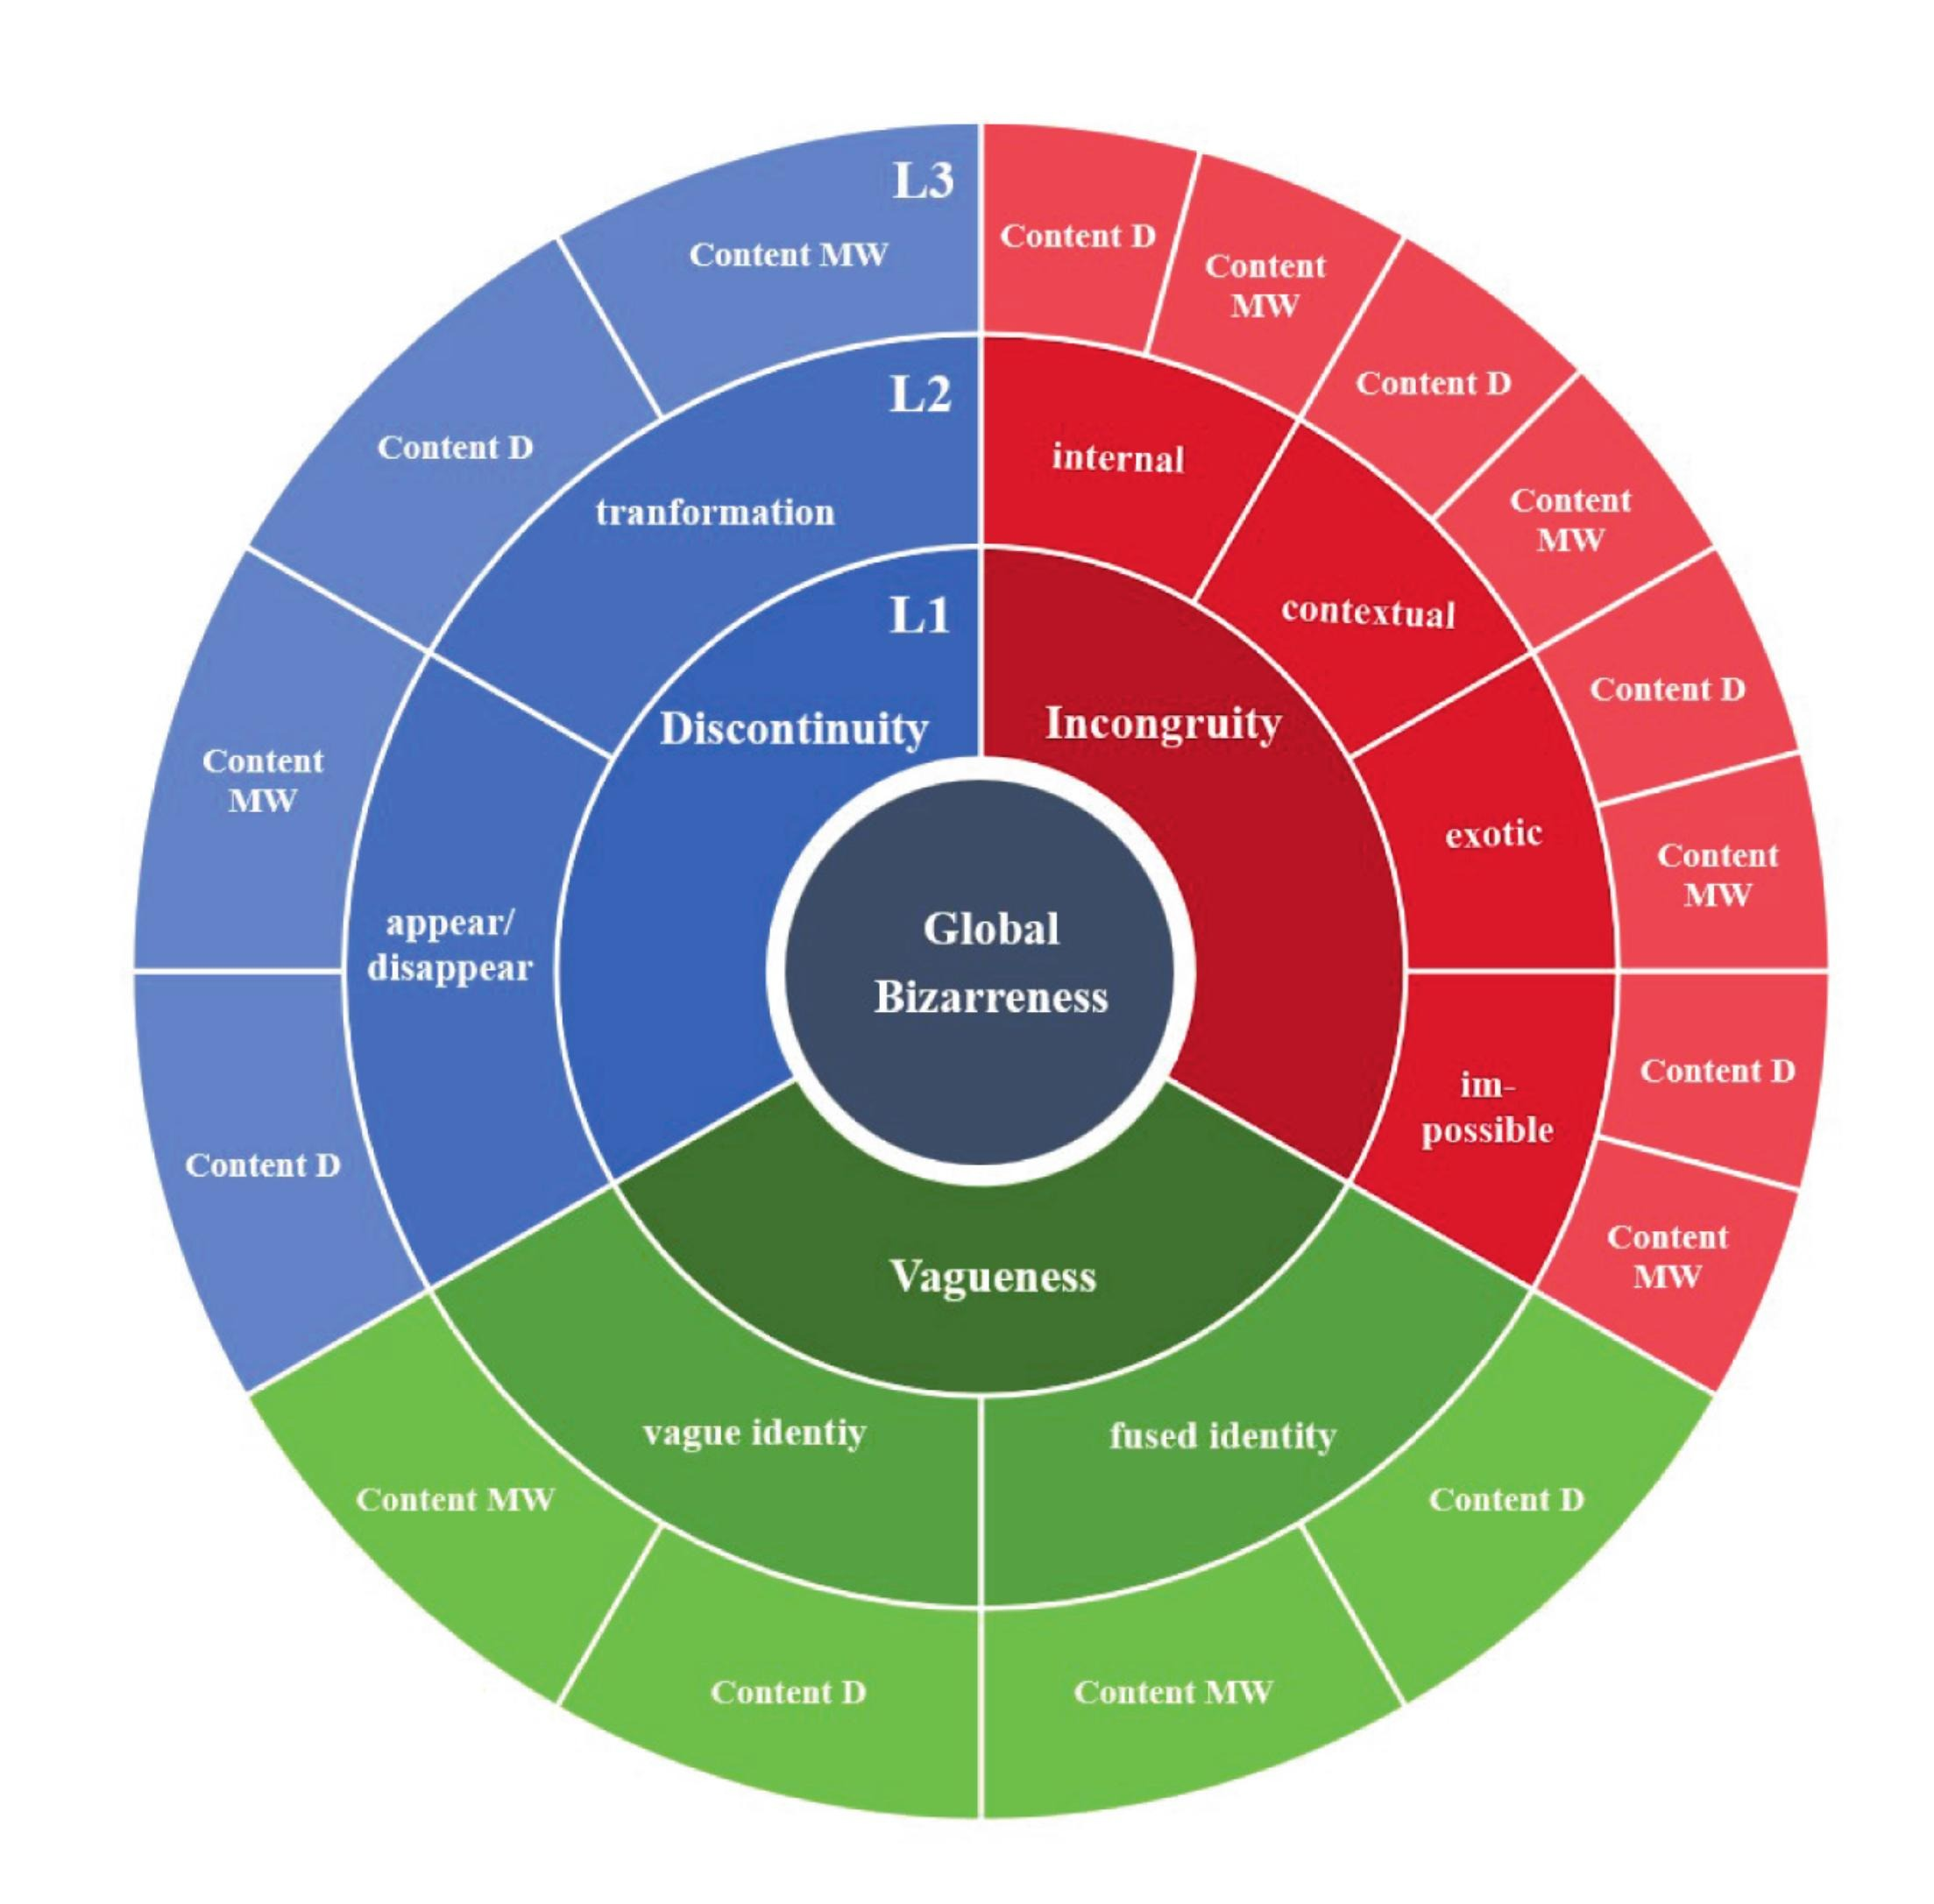 L3
Content MW
Content D
Content
MW
Content D
Content D
Content
MW
L2
internal
tranformation
contextual
L1
Discontinuity
Incongruity
Content D
Content
MW
Content
MW
exotic
appear/
disappear
Global
Bizarreness
Content D
im-
possible
Content D
Content
MW
Vagueness
vague identiy
fused identity
Content MW
Content D
Content D
Content MW